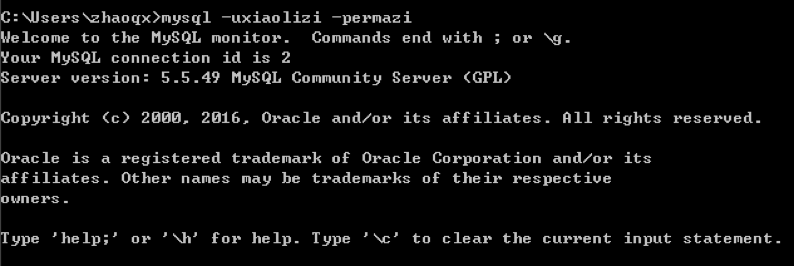 C:\Users\zhaoqx>mysql -uxiaolizi -permazi
Welcome to the MySQL monitor.  Commands end with ; or \g.
Your MySQL connection id is 2
Server version: 5.5.49 MySQL Community Server (GPL)
Copyright (c) 2000, 2016, Oracle and/or its affiliates. All rights reserved.
Oracle is a registered trademark of Oracle Corporation and/or its
affiliates. Other names may be trademarks of their respective
owners.
Type 'help;' or '\h' for help. Type '\c' to clear the current input statement.